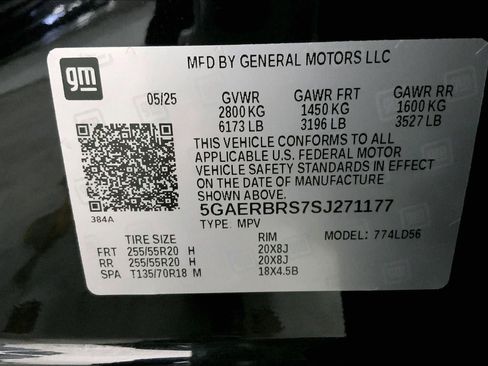 gm
MFD BY GENERAL MOTORS LLC
05/25 GVWR GAWR FRT GAWR RR
2800 KG 1450 KG 1600 KG
6173 LB 3196 LB 3527 LB
THIS VEHICLE CONFORMS TO ALL
APPLICABLE U.S. FEDERAL MOTOR
VEHICLE SAFETY STANDARDS IN EFFECT
ON THE DATE OF MANUFACTURE
SHOWN ABOVE.
384A
5GAERBRS7SJ271177
TYPE: MPV MODEL: 774LD56
TIRE SIZE RIM
FRT 255/55R20 H 20X8J
RR 255/55R20 H 20X8J
SPA T135/70R18 M 18X4.5B